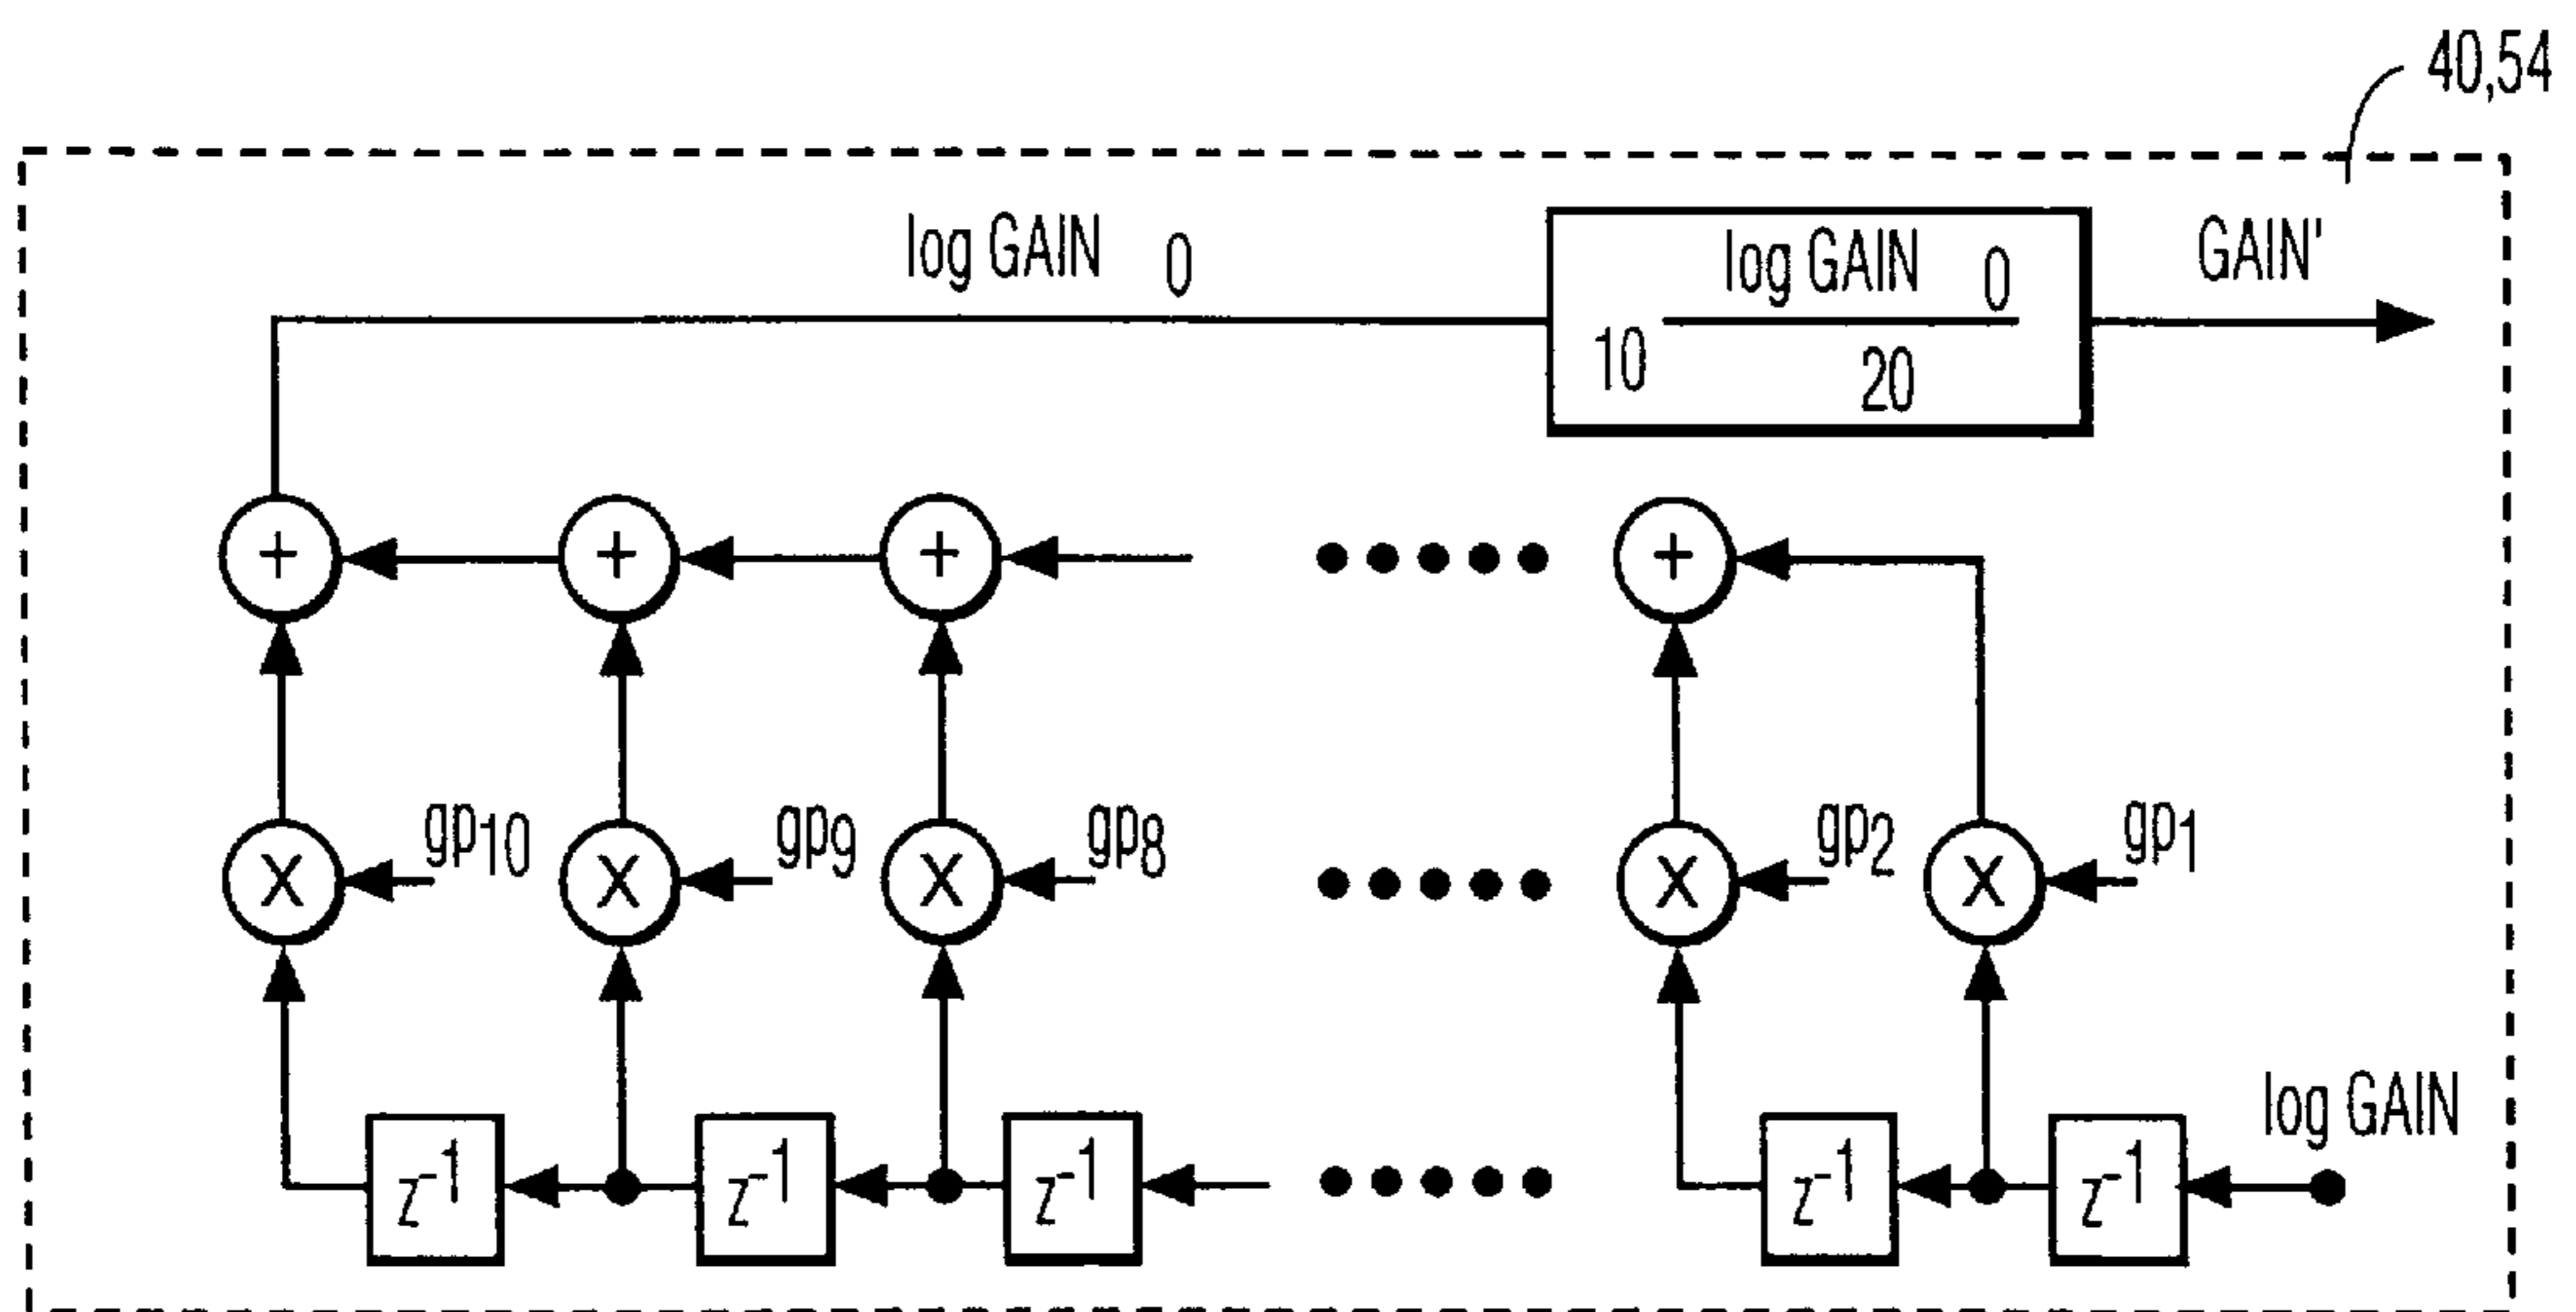 40,54
log GAIN 0
log GAIN 0
10
20
GAIN'
+ + + +
gp10 gp9 gp8 gp2 gp1
X X X X X
log GAIN
z-1 z-1 z-1 z-1 z-1